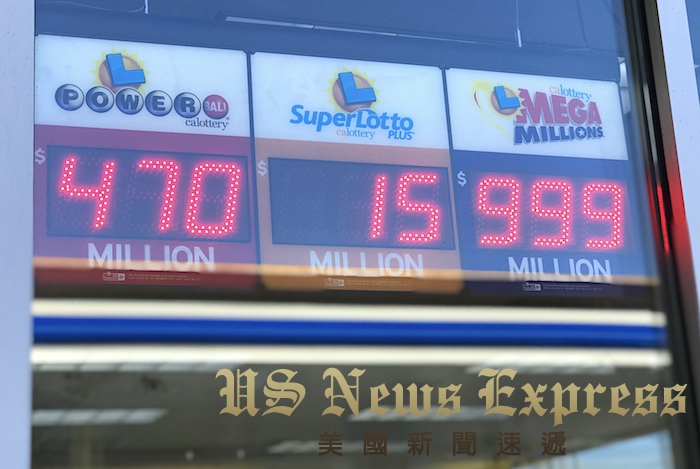 POWERBALL
calottery
$ 470
MILLION
SuperLotto
calottery PLUS
$ 15
MILLION
calottery
MEGA
MILLIONS
$ 999
MILLION
US News Express
美國新聞速遞